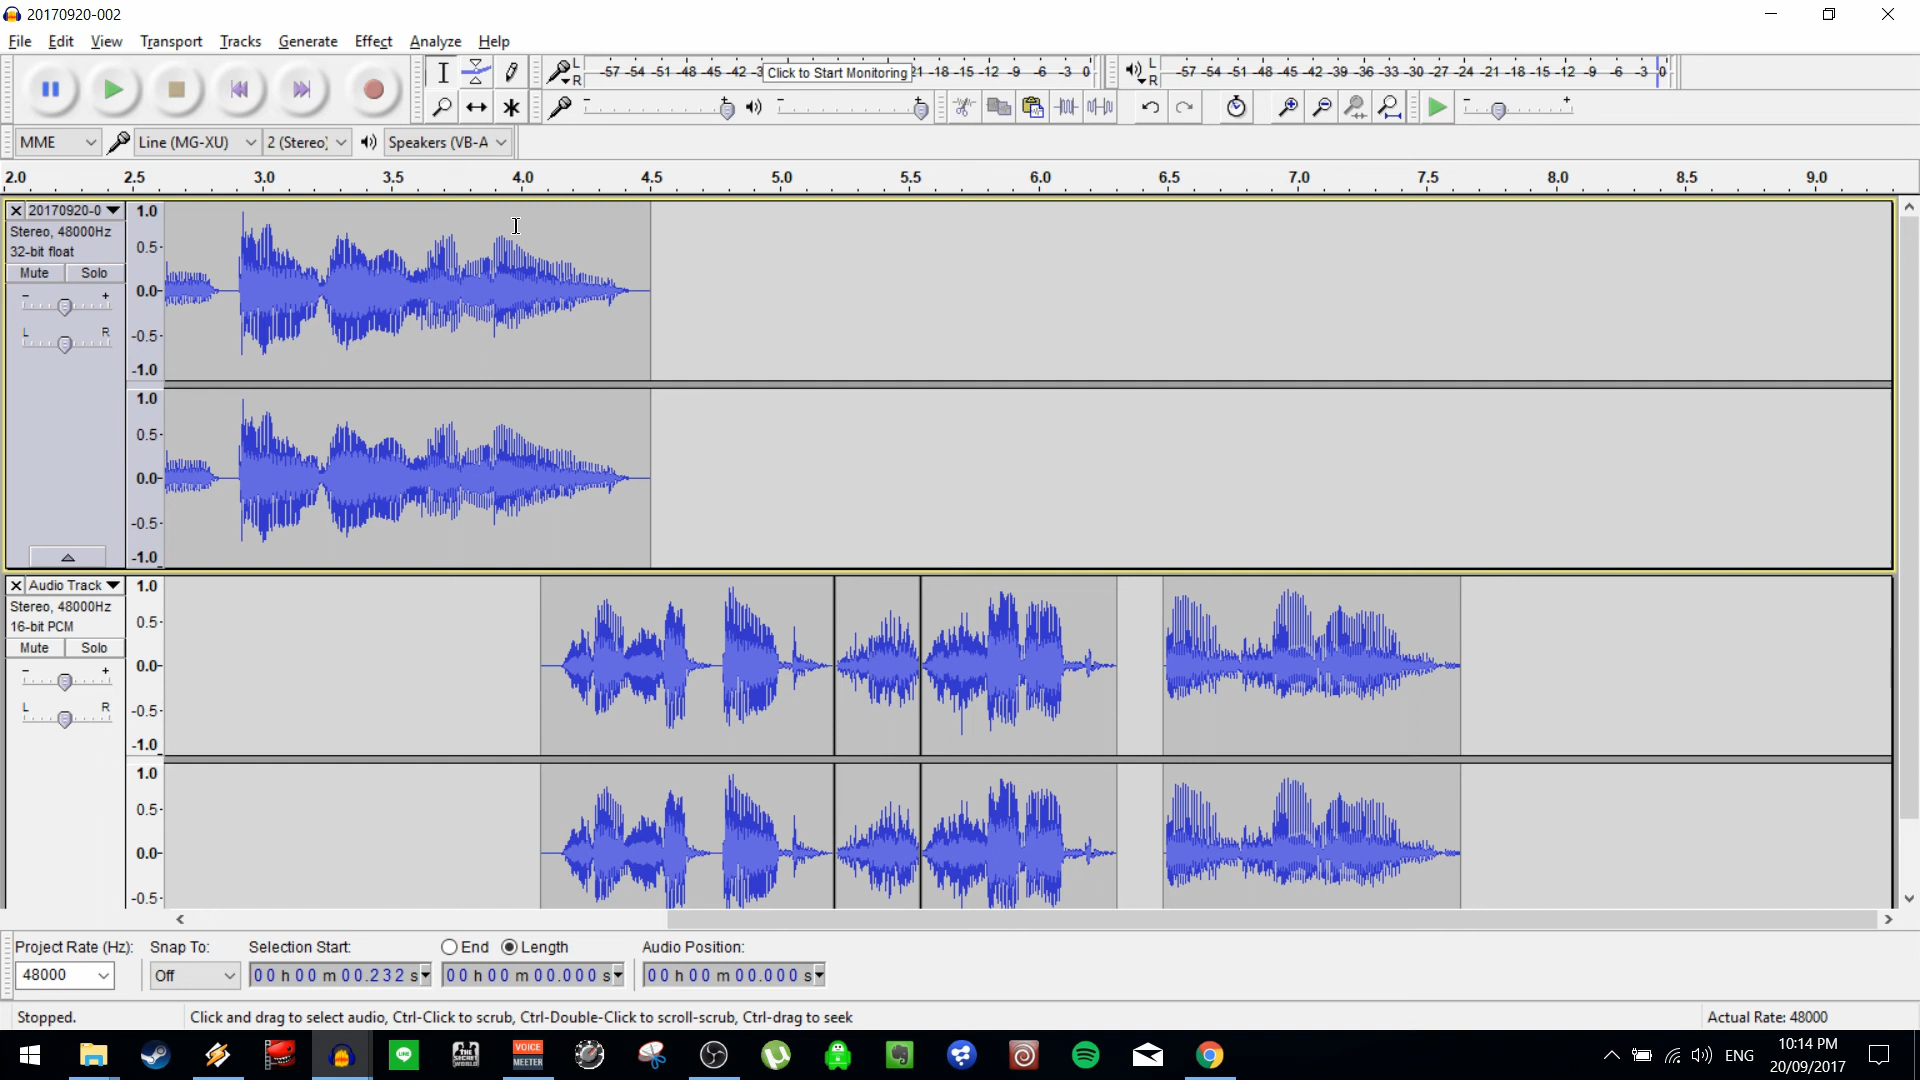 20170920-002
File Edit View Transport Tracks Generate Effect Analyze Help
L R -57 -54 -51 -48 -45 -42 -3 Click to Start Monitoring 21 -18 -15 -12 -9 -6 -3 0 L R -57 -54 -51 -48 -45 -42 -39 -36 -33 -30 -27 -24 -21 -18 -15 -12 -9 -6 -3 0
- + - + - +
MME Line (MG-XU) 2 (Stereo) Speakers (VB-A
2.0 2.5 3.0 3.5 4.0 4.5 5.0 5.5 6.0 6.5 7.0 7.5 8.0 8.5 9.0
20170920-0 1.0
Stereo, 48000Hz 0.5
32-bit float
Mute Solo
- + 0.0
L R -0.5
-1.0
1.0
0.5
0.0
-0.5
-1.0
Audio Track 1.0
Stereo, 48000Hz 0.5
16-bit PCM
Mute Solo
- + 0.0
L R -0.5
-1.0
1.0
0.5
0.0
-0.5
Project Rate (Hz): Snap To: Selection Start: End Length Audio Position:
48000 Off 00 h 00 m 00.232 s 00 h 00 m 00.000 s 00 h 00 m 00.000 s
Stopped. Click and drag to select audio, Ctrl-Click to scrub, Ctrl-Double-Click to scroll-scrub, Ctrl-drag to seek Actual Rate: 48000
LINE THE SECRET WORLD VOICE MEETER ENG 10:14 PM
20/09/2017